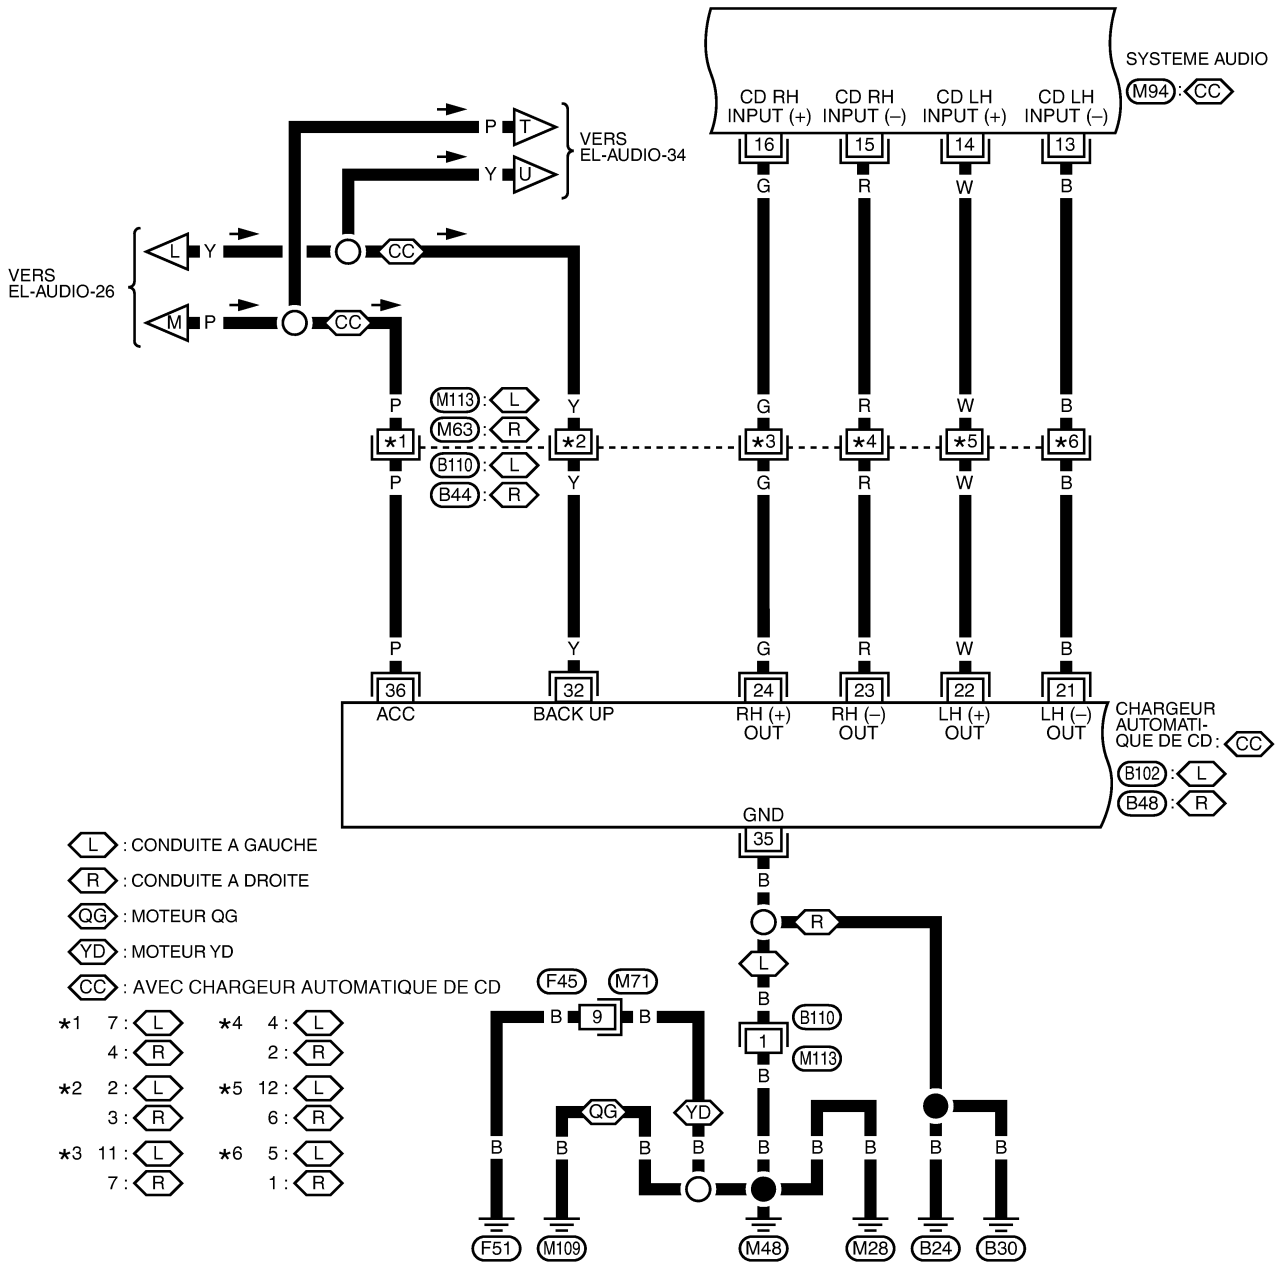 SYSTEME AUDIO
M94 : CC
CD RH INPUT (+)
CD RH INPUT (–)
CD LH INPUT (+)
CD LH INPUT (–)
16 15 14 13
G R W B
P T
Y U
VERS
EL-AUDIO-34
L Y CC
VERS
EL-AUDIO-26
M P CC
P Y G R W B
M113 : L
M63 : R
*1 *2 *3 *4 *5 *6
B110 : L
B44 : R
P Y G R W B
P Y G R W B
36 32 24 23 22 21
ACC
BACK UP
RH (+) OUT
RH (–) OUT
LH (+) OUT
LH (–) OUT
CHARGEUR
AUTOMATI-
QUE DE CD : CC
B102 : L
B48 : R
GND
35
B
R
L
B
B110
1
M113
B
F45 M71
B 9 B
QG YD
B B B B B B B B B
F51 M109 M48 M28 B24 B30
L : CONDUITE A GAUCHE
R : CONDUITE A DROITE
QG : MOTEUR QG
YD : MOTEUR YD
CC : AVEC CHARGEUR AUTOMATIQUE DE CD
*1 7 : L
4 : R
*2 2 : L
3 : R
*3 11 : L
7 : R
*4 4 : L
2 : R
*5 12 : L
6 : R
*6 5 : L
1 : R